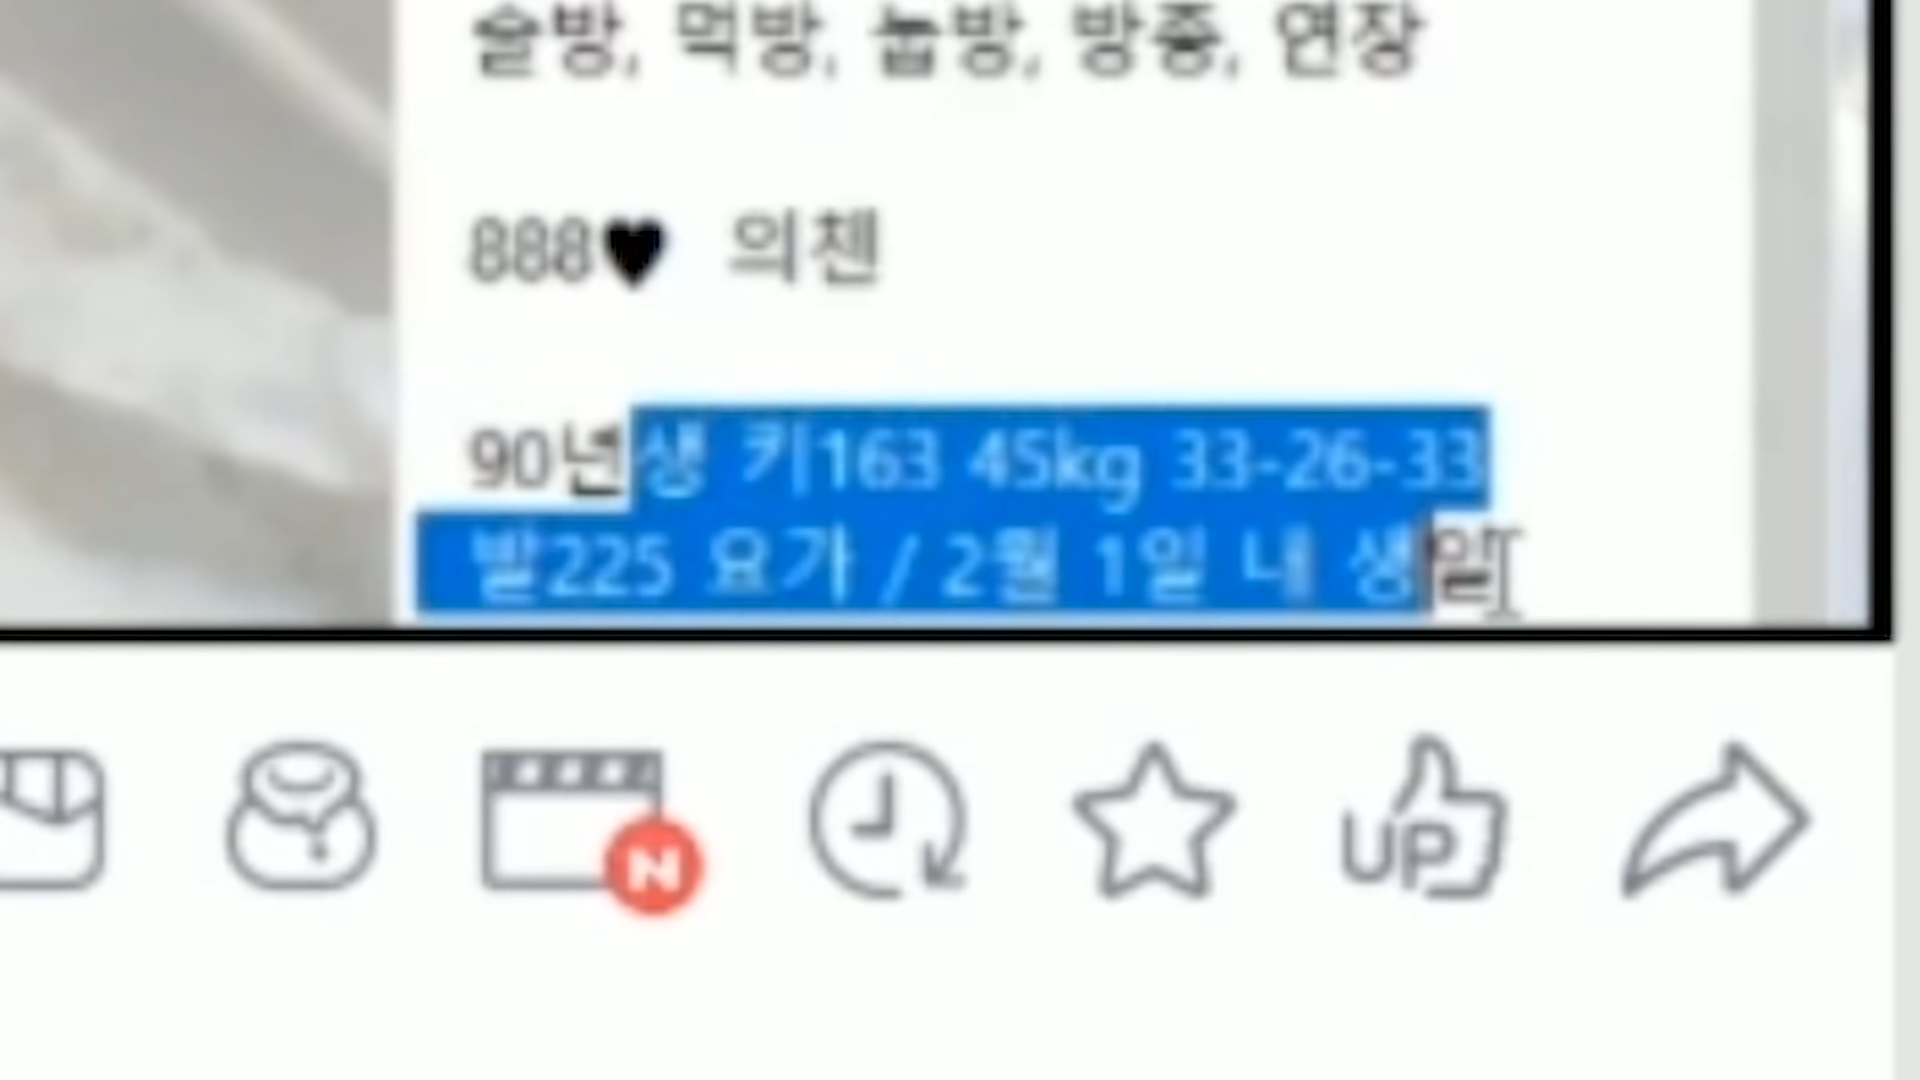 술방, 먹방, 눕방, 방종, 연장
888♥ 의첸
90년생 키163 45kg 33-26-33
발225 요가 / 2월 1일 내 생일
N
UP